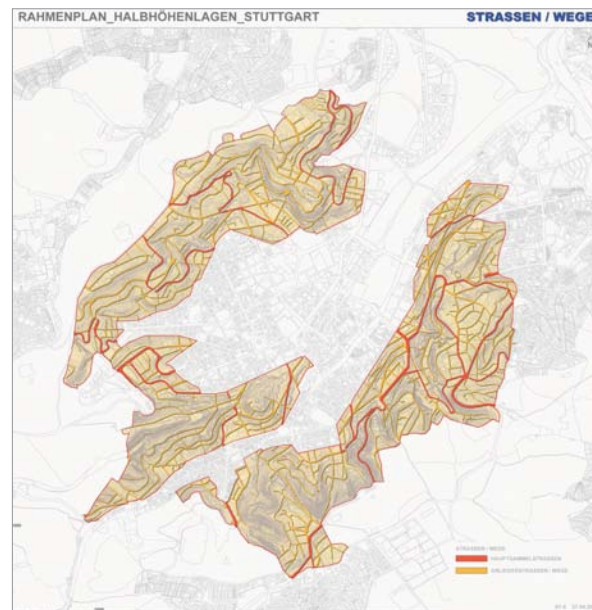 RAHMENPLAN_HALBHÖHENLAGEN_STUTTGART
STRASSEN / WEGE
STRASSEN / WEGE
HAUPTSAMMELSTRASSEN
ANLIEGERSTRASSEN / WEGE